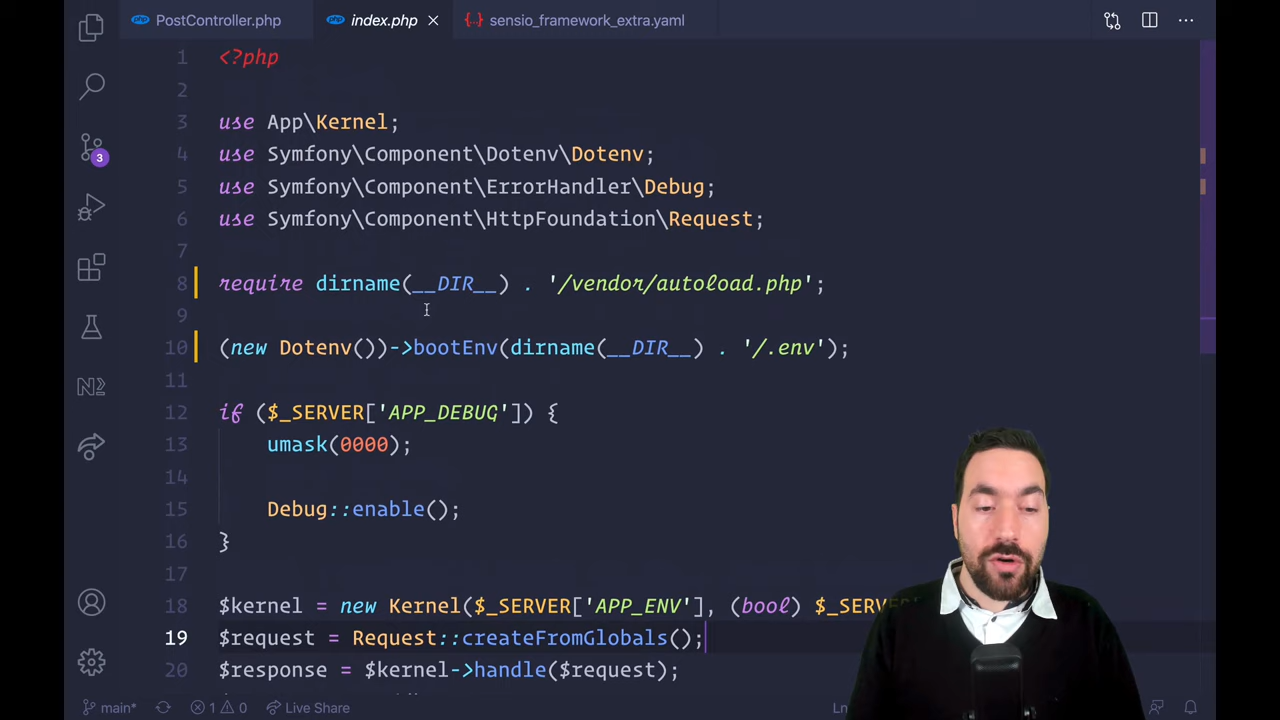 PostController.php
index.php
sensio_framework_extra.yaml
1 <?php
2
3 use App\Kernel;
4 use Symfony\Component\Dotenv\Dotenv;
5 use Symfony\Component\ErrorHandler\Debug;
6 use Symfony\Component\HttpFoundation\Request;
7
8 require dirname(__DIR__) . '/vendor/autoload.php';
9
10 (new Dotenv())->bootEnv(dirname(__DIR__) . '/.env');
11
12 if ($_SERVER['APP_DEBUG']) {
13 umask(0000);
14
15 Debug::enable();
16 }
17
18 $kernel = new Kernel($_SERVER['APP_ENV'], (bool) $_SERV
19 $request = Request::createFromGlobals();
20 $response = $kernel->handle($request);
3
main*
1
0
Live Share
Ln